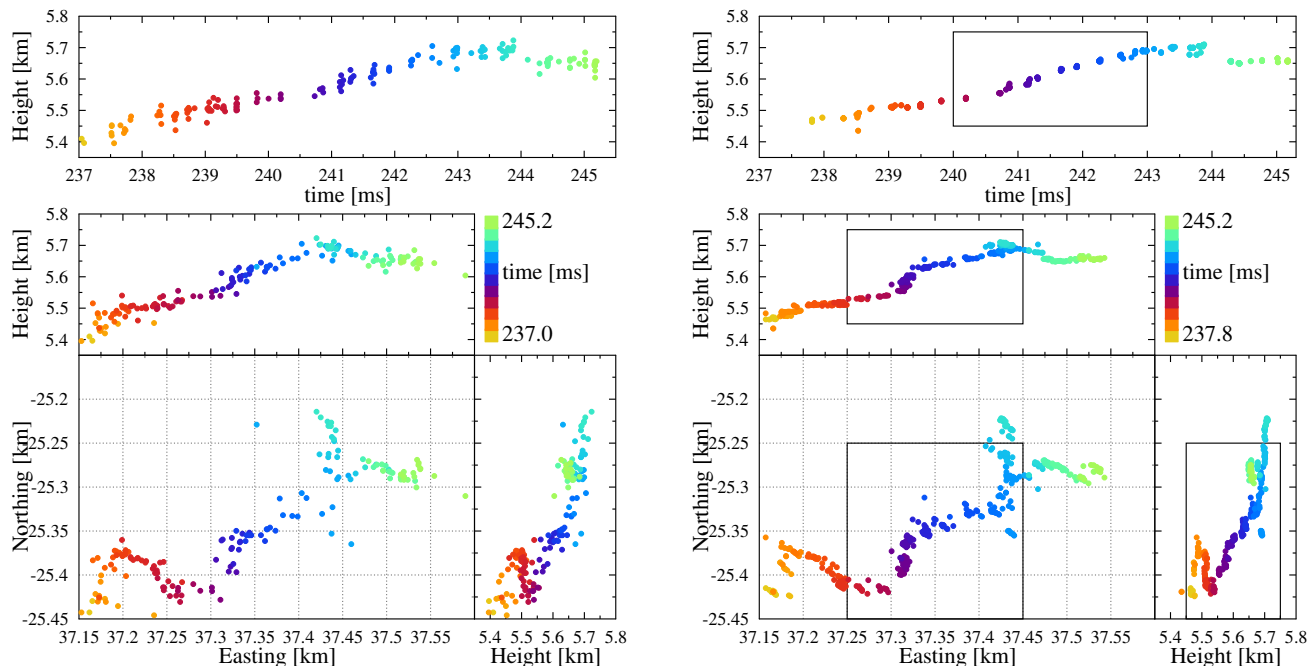 5.8
5.7
5.6
5.5
5.4
Height [km]
237 238 239 240 241 242 243 244 245
time [ms]
5.8
5.7
5.6
5.5
5.4
Height [km]
245.2
time [ms]
237.0
-25.2
-25.25
-25.3
-25.35
-25.4
-25.45
Northing [km]
37.15 37.2 37.25 37.3 37.35 37.4 37.45 37.5 37.55
Easting [km]
5.4 5.5 5.6 5.7 5.8
Height [km]
5.8
5.7
5.6
5.5
5.4
Height [km]
237 238 239 240 241 242 243 244 245
time [ms]
5.8
5.7
5.6
5.5
5.4
Height [km]
245.2
time [ms]
237.8
-25.2
-25.25
-25.3
-25.35
-25.4
-25.45
Northing [km]
37.15 37.2 37.25 37.3 37.35 37.4 37.45 37.5 37.55
Easting [km]
5.4 5.5 5.6 5.7 5.8
Height [km]